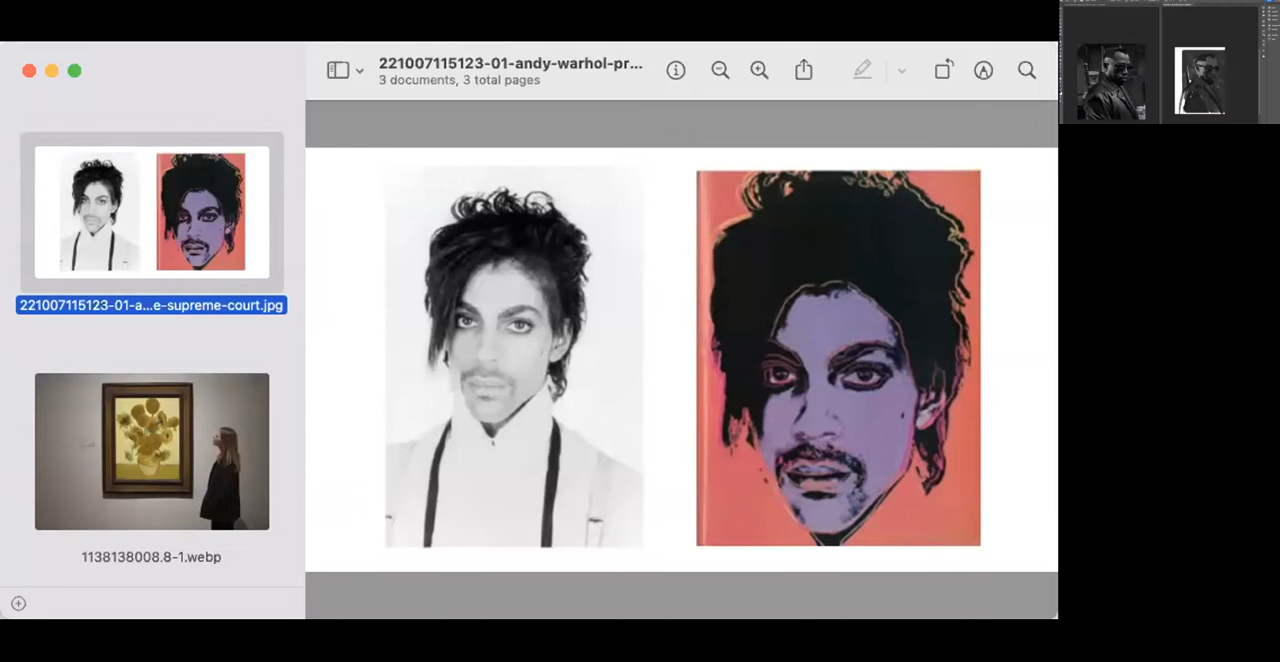 221007115123-01-andy-warhol-pr...
3 documents, 3 total pages
221007115123-01-a...e-supreme-court.jpg
1138138008.8-1.webp